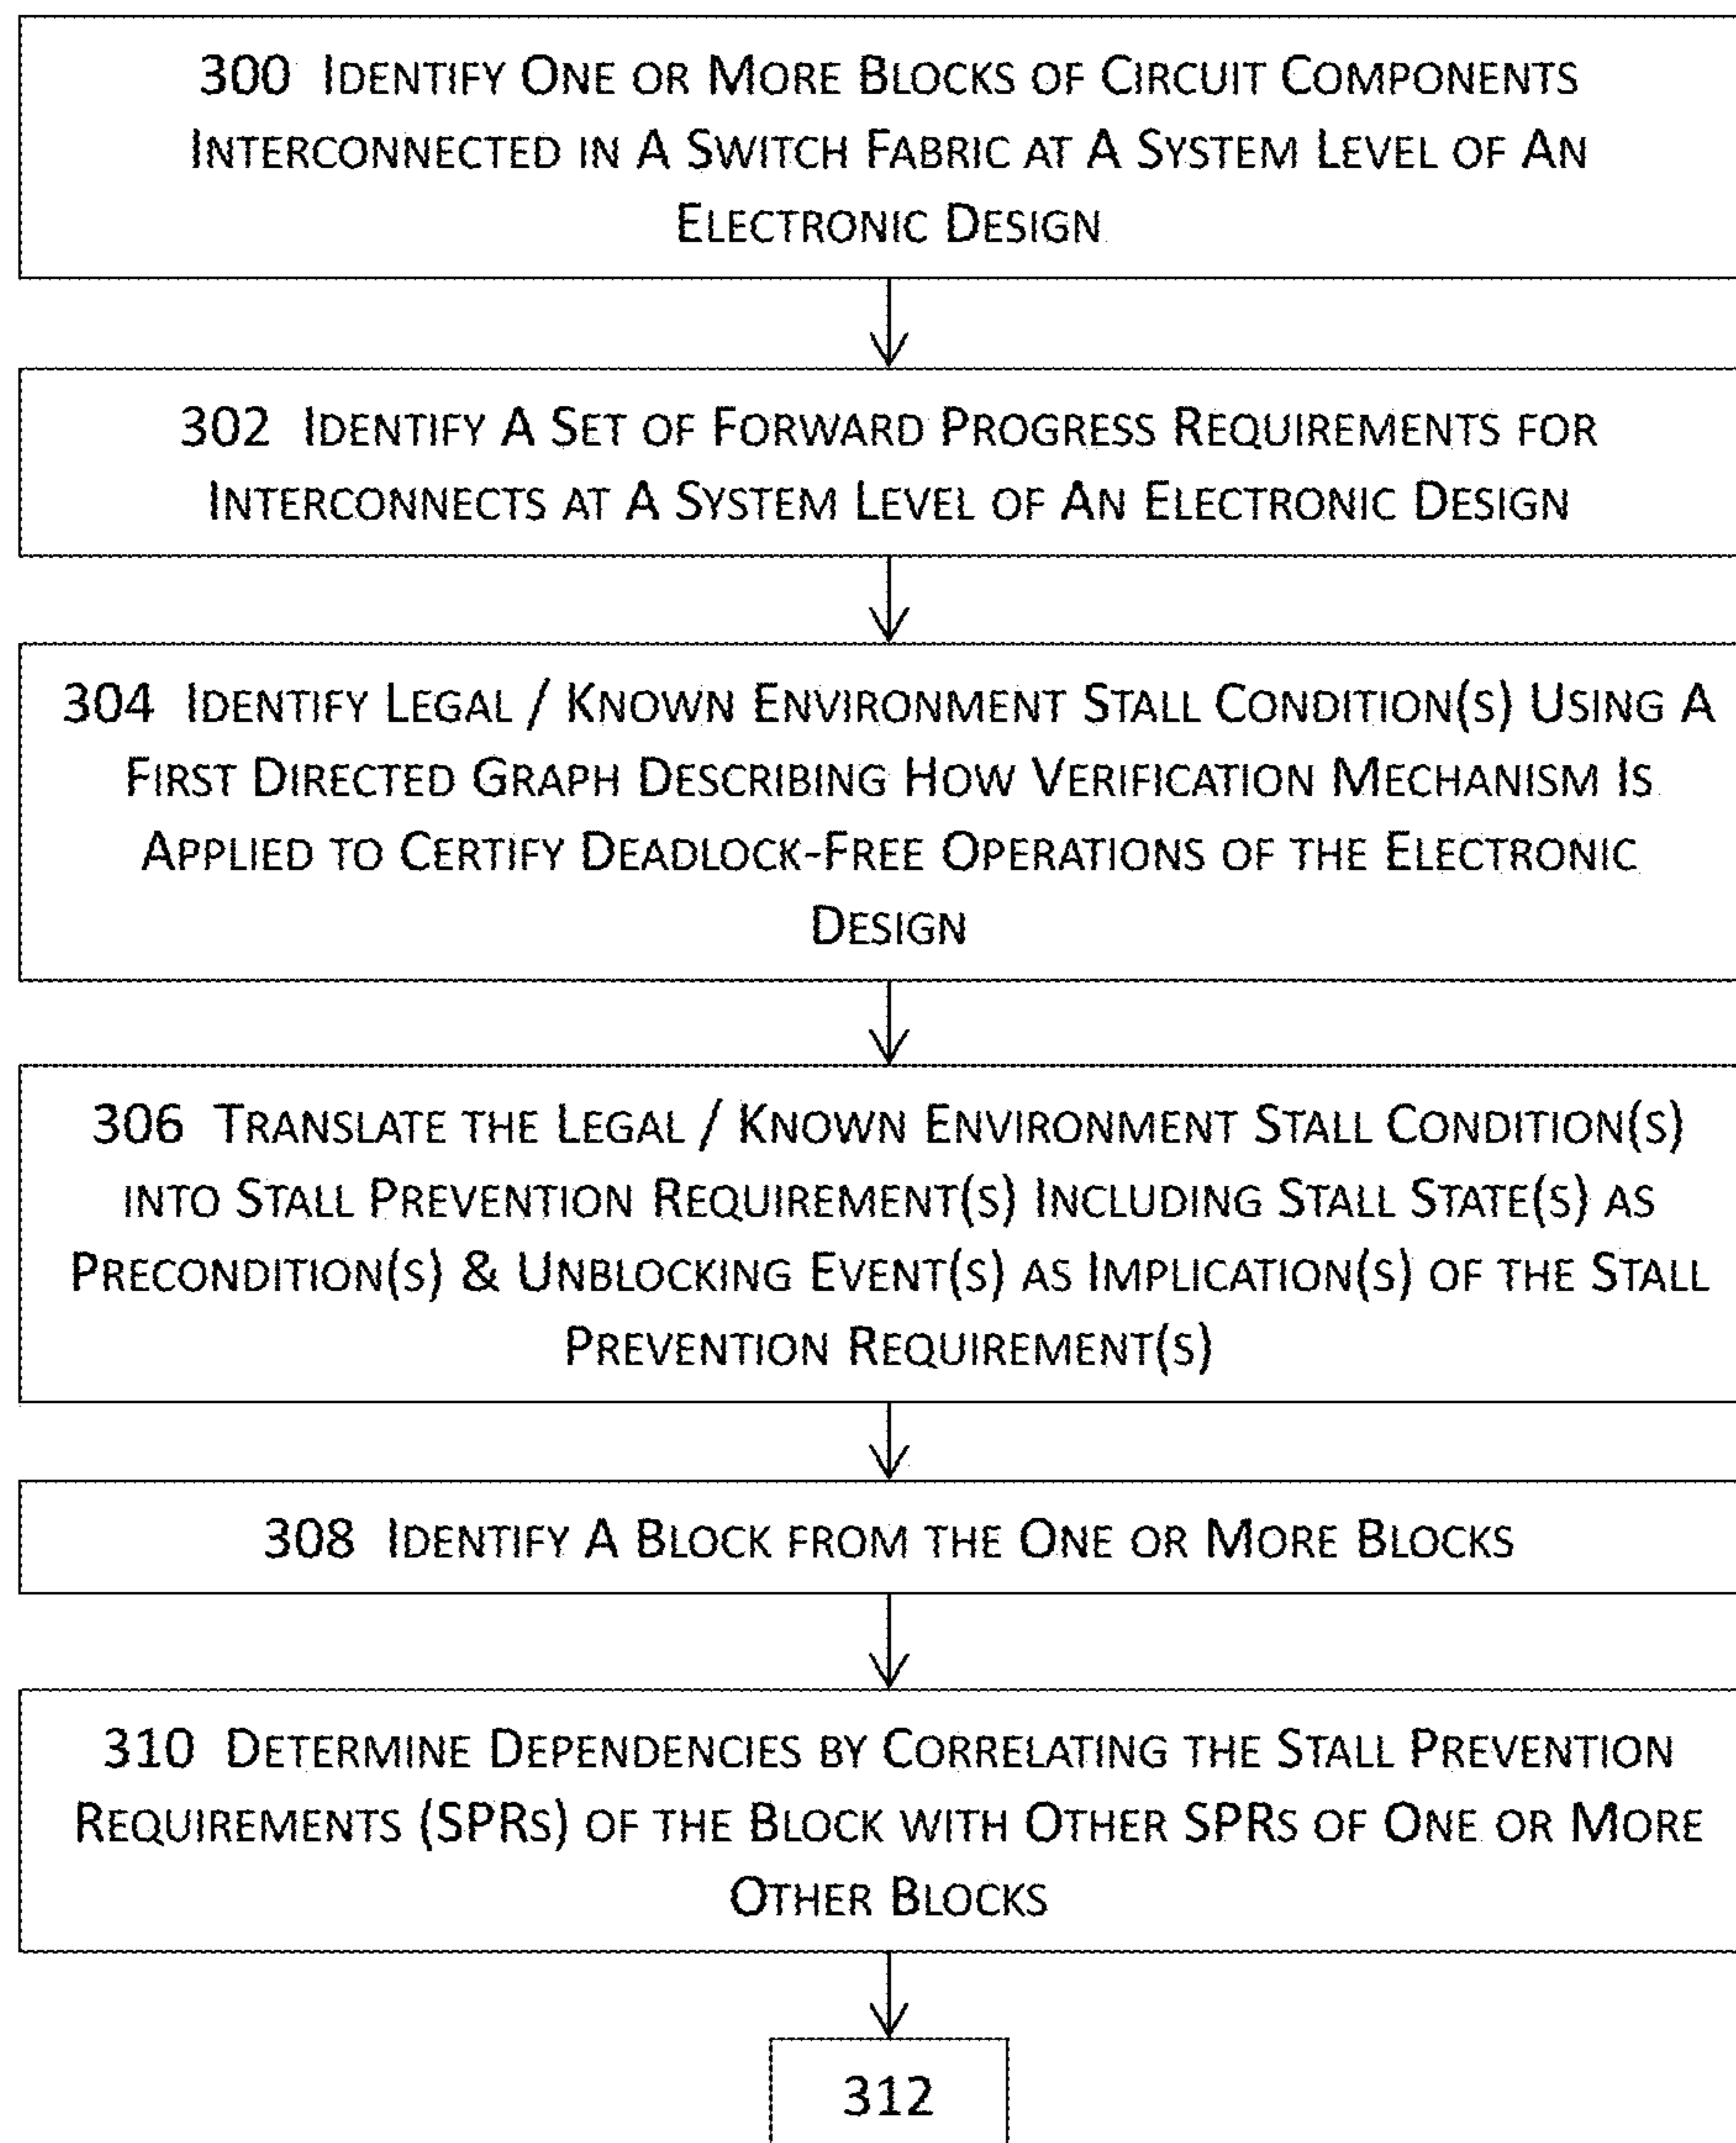 300 Identify One or More Blocks of Circuit Components
Interconnected in A Switch Fabric at A System Level of An
Electronic Design
302 Identify A Set of Forward Progress Requirements for
Interconnects at A System Level of An Electronic Design
304 Identify Legal / Known Environment Stall Condition(s) Using A
First Directed Graph Describing How Verification Mechanism Is
Applied to Certify Deadlock-Free Operations of the Electronic
Design
306 Translate the Legal / Known Environment Stall Condition(s)
into Stall Prevention Requirement(s) Including Stall State(s) as
Precondition(s) & Unblocking Event(s) as Implication(s) of the Stall
Prevention Requirement(s)
308 Identify A Block from the One or More Blocks
310 Determine Dependencies by Correlating the Stall Prevention
Requirements (SPRs) of the Block with Other SPRs of One or More
Other Blocks
312